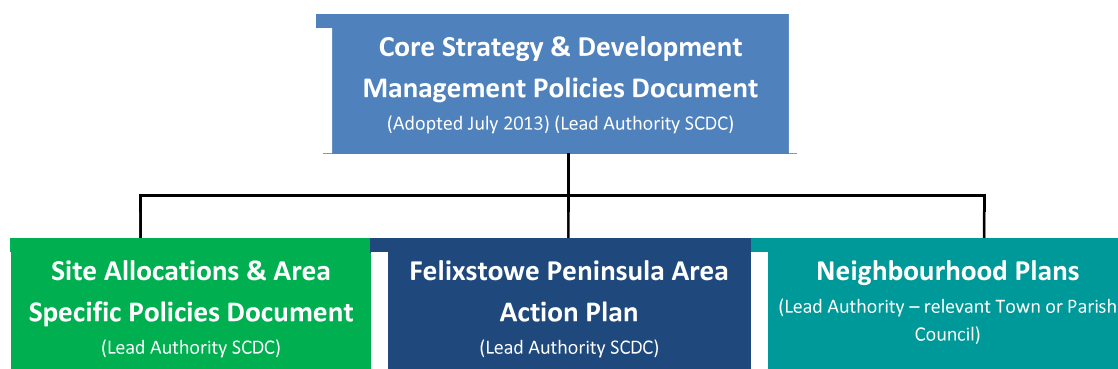 Core Strategy & Development
Management Policies Document
(Adopted July 2013) (Lead Authority SCDC)
Site Allocations & Area
Specific Policies Document
(Lead Authority SCDC)
Felixstowe Peninsula Area
Action Plan
(Lead Authority SCDC)
Neighbourhood Plans
(Lead Authority – relevant Town or Parish
Council)